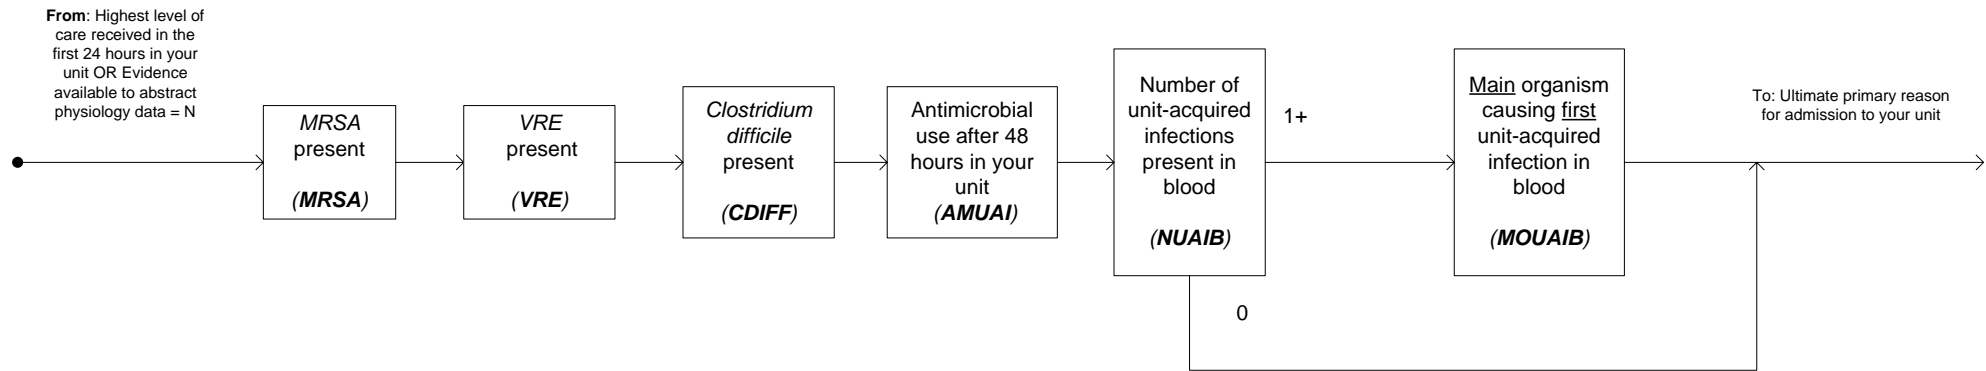 From: Highest level of
care received in the
first 24 hours in your
unit OR Evidence
available to abstract
physiology data = N
MRSA
present
(MRSA)
VRE
present
(VRE)
Clostridium
difficile
present
(CDIFF)
Antimicrobial
use after 48
hours in your
unit
(AMUAI)
Number of
unit-acquired
infections
present in
blood
(NUAIB)
1+
0
Main organism
causing first
unit-acquired
infection in
blood
(MOUAIB)
To: Ultimate primary reason
for admission to your unit